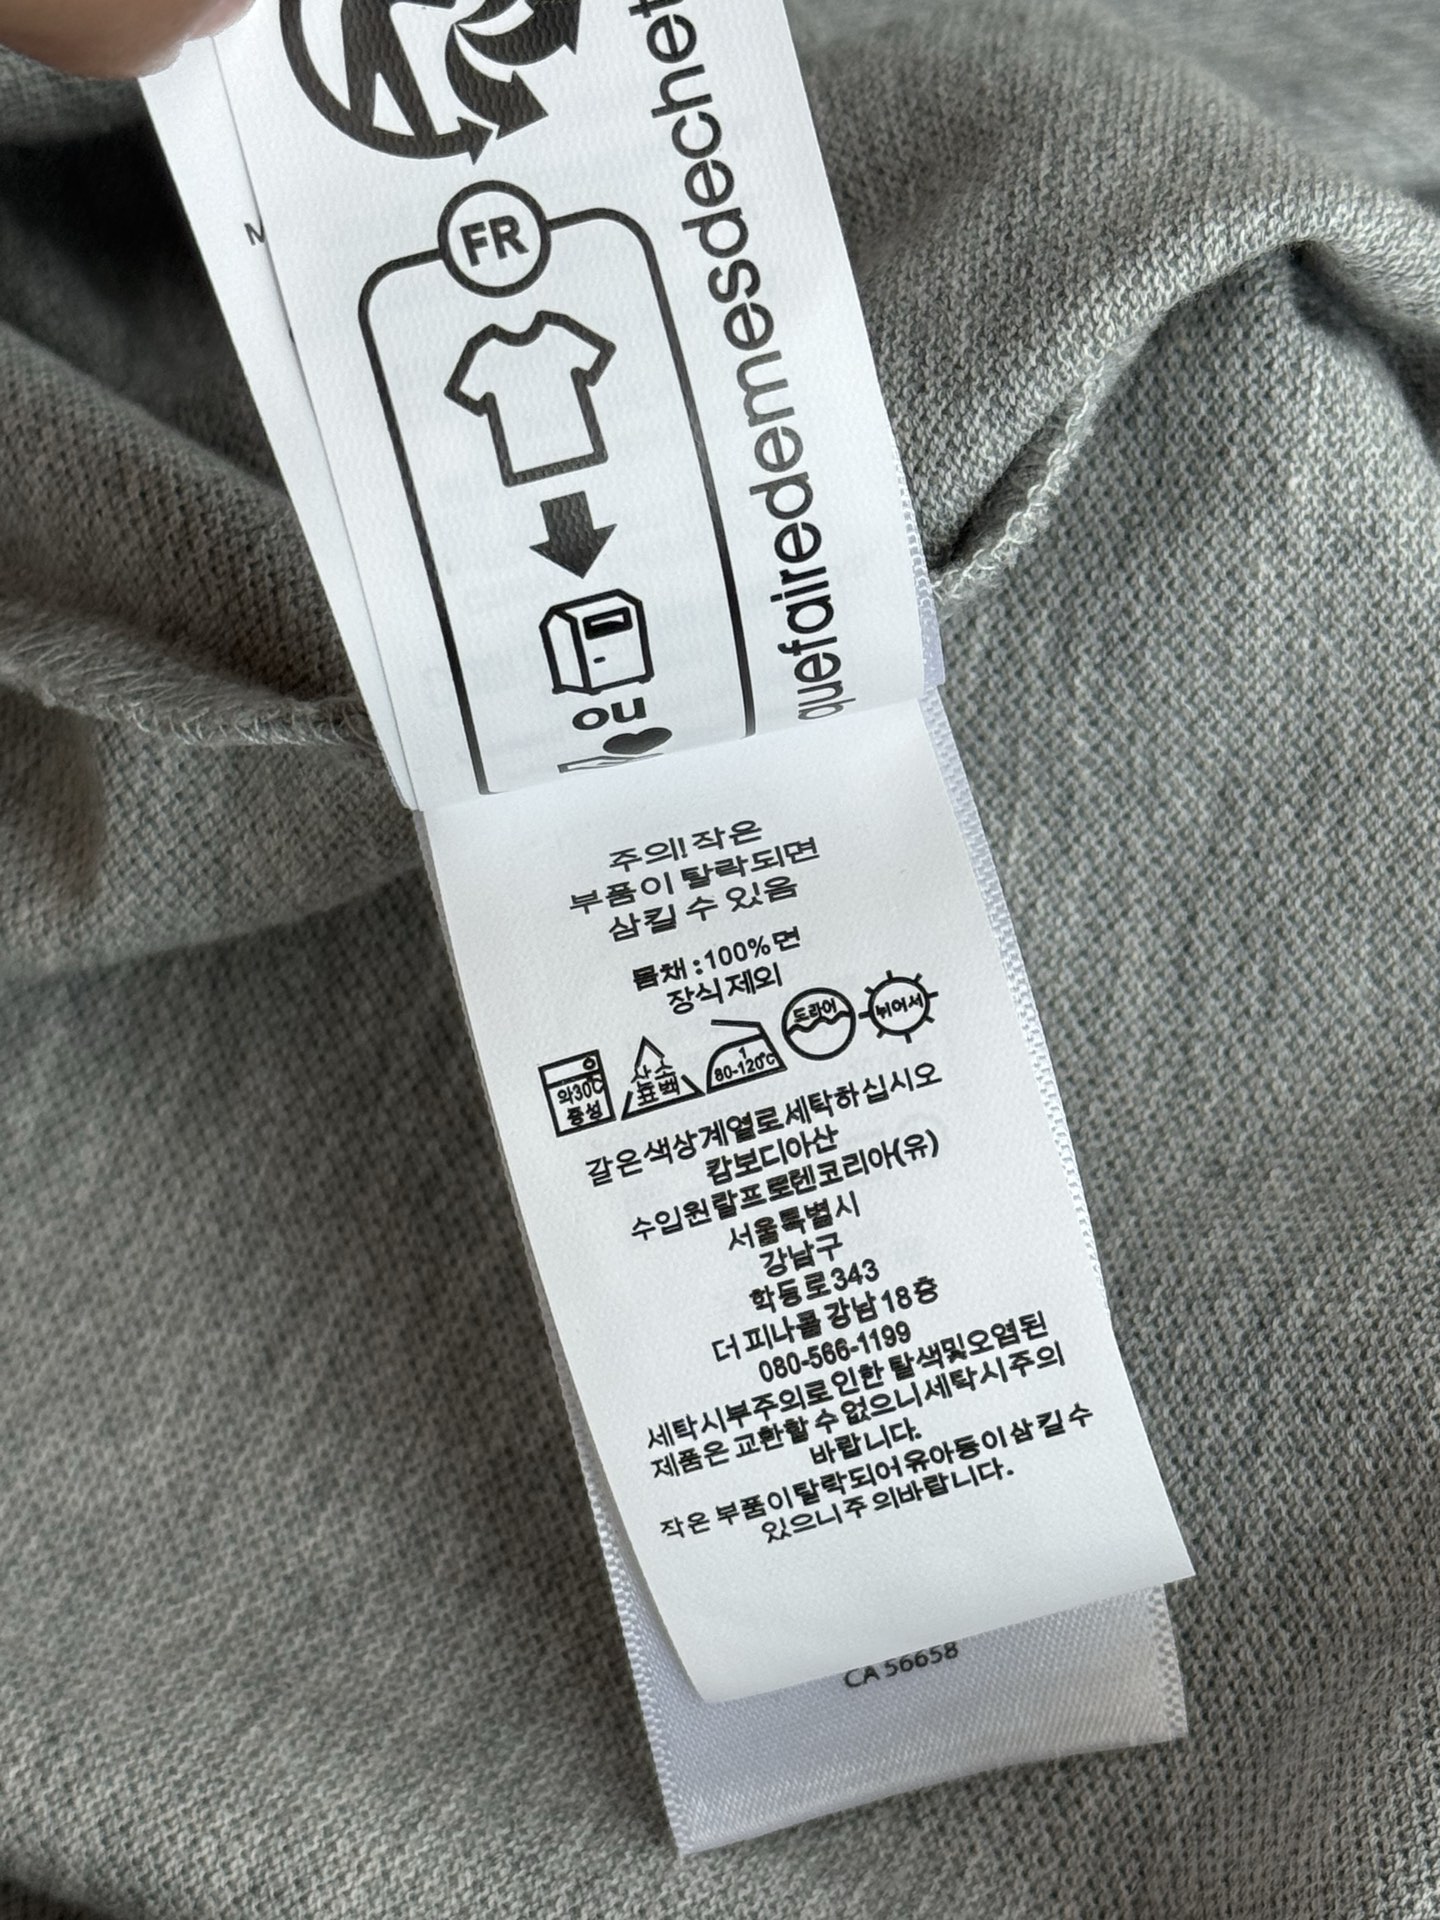 M
FR
quefairedemesdechet
ou
주의! 작은
부품이 탈락되면
삼킬 수 있음
몸채:100%면
장식 제외
약30℃
중성
산소
표백
1
80-120℃
드라이
뉘어서
같은색상계열로세탁하십시오
캄보디아산
수입원랄프로렌코리아(유)
서울특별시
강남구
학동로343
더 피나클 강남 18층
080-566-1199
세탁시부주의로인한 탈색및오염된
제품은 교환할 수 없으니세탁시주의
바랍니다.
작은 부품이탈락되어유아등이삼킬수
있으니주의바랍니다.
CA 56658